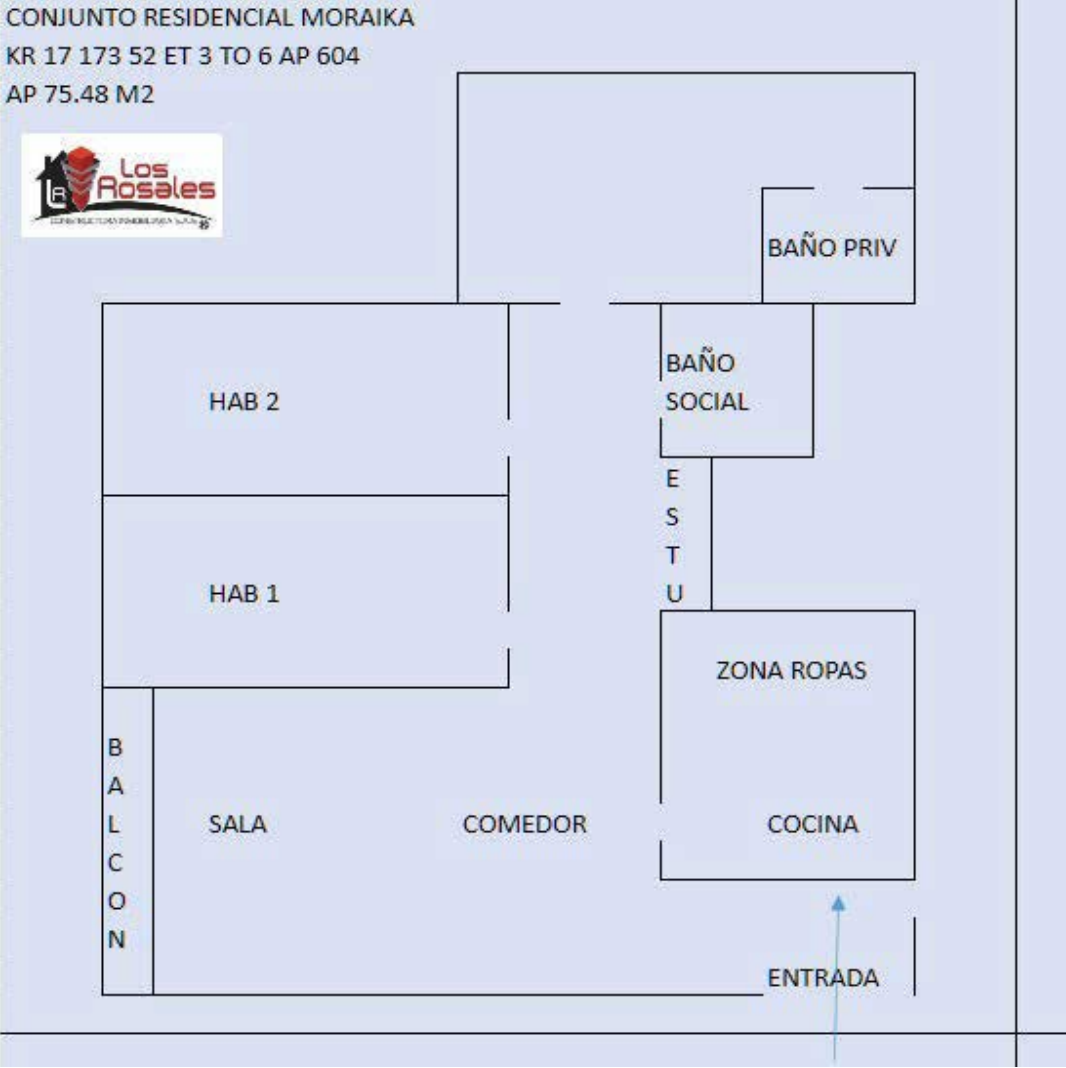 CONJUNTO RESIDENCIAL MORAIKA
KR 17 173 52 ET 3 TO 6 AP 604
AP 75.48 M2
Los
Rosales
BAÑO PRIV
BAÑO
SOCIAL
HAB 2
E
S
T
U
HAB 1
ZONA ROPAS
B
A
L
C
O
N
SALA
COMEDOR
COCINA
ENTRADA